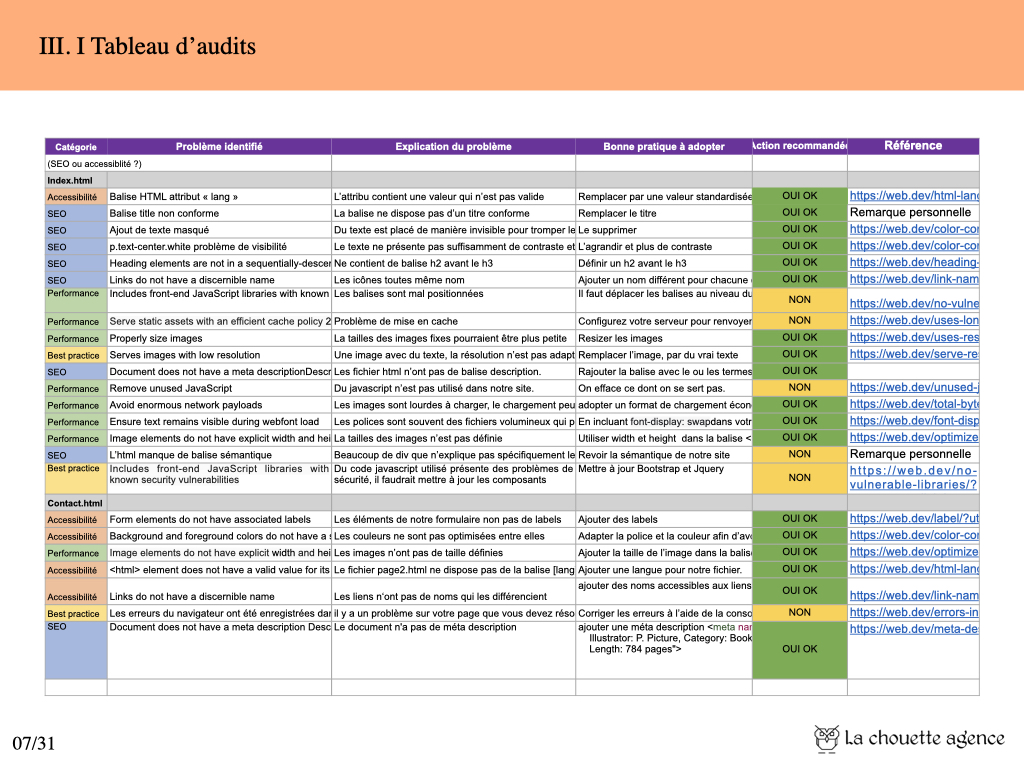 III. I Tableau d’audits
Catégorie Problème identifié Explication du problème Bonne pratique à adopter Action recommandée Référence
(SEO ou accessiblité ?)
Index.html
Accessibilité Balise HTML attribut « lang » L’attribu contient une valeur qui n’est pas valide Remplacer par une valeur standardisée OUI OK https://web.dev/html-lang
SEO Balise title non conforme La balise ne dispose pas d’un titre conforme Remplacer le titre OUI OK Remarque personnelle
SEO Ajout de texte masqué Du texte est placé de manière invisible pour tromper le Le supprimer OUI OK https://web.dev/color-con
SEO p.text-center.white problème de visibilité Le texte ne présente pas suffisamment de contraste et L’agrandir et plus de contraste OUI OK https://web.dev/color-con
SEO Heading elements are not in a sequentially-descen Ne contient de balise h2 avant le h3 Définir un h2 avant le h3 OUI OK https://web.dev/heading-
SEO Links do not have a discernible name Les icônes toutes même nom Ajouter un nom différent pour chacune OUI OK https://web.dev/link-nam
Performance Includes front-end JavaScript libraries with known Les balises sont mal positionnées Il faut déplacer les balises au niveau du NON https://web.dev/no-vulne
Performance Serve static assets with an efficient cache policy 2 Problème de mise en cache Configurez votre serveur pour renvoyer NON https://web.dev/uses-lon
Performance Properly size images La tailles des images fixes pourraient être plus petite Resizer les images OUI OK https://web.dev/uses-res
Best practice Serves images with low resolution Une image avec du texte, la résolution n’est pas adapt Remplacer l’image, par du vrai texte OUI OK https://web.dev/serve-re
SEO Document does not have a meta descriptionDescr Les fichier html n’ont pas de balise description. Rajouter la balise avec le ou les termes OUI OK
Performance Remove unused JavaScript Du javascript n’est pas utilisé dans notre site. On efface ce dont on se sert pas. NON https://web.dev/unused-j
Performance Avoid enormous network payloads Les images sont lourdes à charger, le chargement peu adopter un format de chargement écon OUI OK https://web.dev/total-byte
Performance Ensure text remains visible during webfont load Les polices sont souvent des fichiers volumineux qui p En incluant font-display: swapdans votr OUI OK https://web.dev/font-disp
Performance Image elements do not have explicit width and hei La tailles des images n’est pas définie Utiliser width et height dans la balise < OUI OK https://web.dev/optimize
SEO L’html manque de balise sémantique Beaucoup de div que n’explique pas spécifiquement le Revoir la sémantique de notre site NON Remarque personnelle
Best practice Includes front-end JavaScript libraries with Du code javascript utilisé présente des problèmes de Mettre à jour Bootstrap et Jquery NON https://web.dev/no-
known security vulnerabilities sécurité, il faudrait mettre à jour les composants vulnerable-libraries/?
Contact.html
Accessibilité Form elements do not have associated labels Les éléments de notre formulaire non pas de labels Ajouter des labels OUI OK https://web.dev/label/?ut
Accessibilité Background and foreground colors do not have a s Les couleurs ne sont pas optimisées entre elles Adapter la police et la couleur afin d’avo OUI OK https://web.dev/color-con
Performance Image elements do not have explicit width and hei Les images n’ont pas de taille définies Ajouter la taille de l’image dans la balise OUI OK https://web.dev/optimize
Accessibilité <html> element does not have a valid value for its Le fichier page2.html ne dispose pas de la balise [lang Ajouter une langue pour notre fichier. OUI OK https://web.dev/html-lang
Accessibilité Links do not have a discernible name Les liens n‘ont pas de noms qui les différencient ajouter des noms accessibles aux liens OUI OK https://web.dev/link-nam
Best practice Les erreurs du navigateur ont été enregistrées dan il y a un problème sur votre page que vous devez réso Corriger les erreurs à l’aide de la conso NON https://web.dev/errors-in
SEO Document does not have a meta description Desc Le document n'a pas de méta description ajouter une méta description <meta nam OUI OK https://web.dev/meta-de
Illustrator: P. Picture, Category: Book
Length: 784 pages">
07/31
La chouette agence